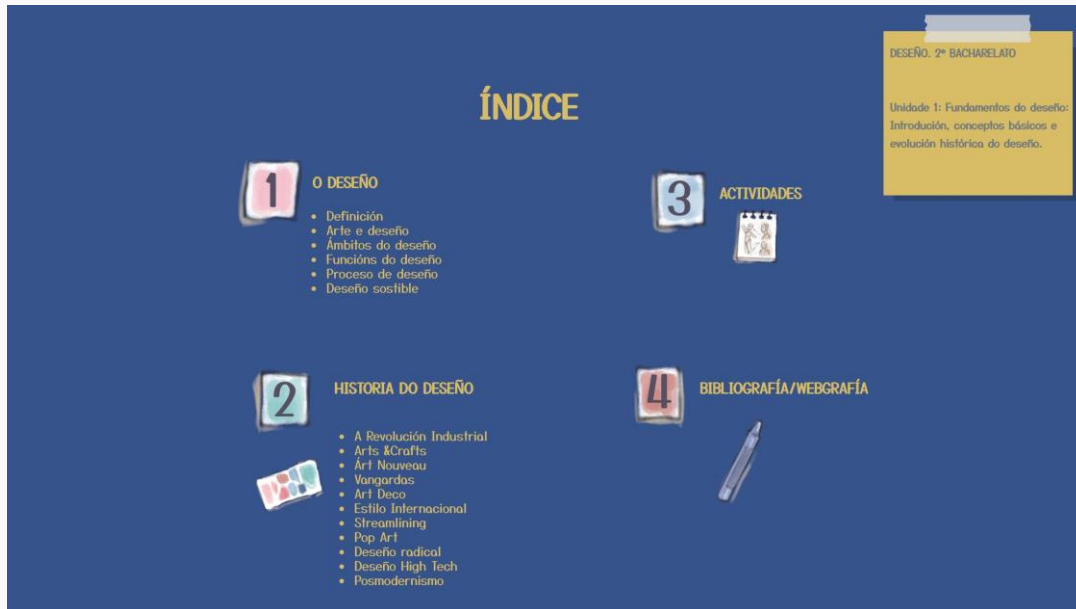 ÍNDICE
DESEÑO. 2º BACHARELATO
Unidade 1: Fundamentos do deseño:
Introdución, conceptos básicos e
evolución histórica do deseño.
1
O DESEÑO
• Definición
• Arte e deseño
• Ámbitos do deseño
• Funcións do deseño
• Proceso de deseño
• Deseño sostible
2
HISTORIA DO DESEÑO
• A Revolución Industrial
• Arts &Crafts
• Árt Nouveau
• Vangardas
• Art Deco
• Estilo Internacional
• Streamlining
• Pop Art
• Deseño radical
• Deseño High Tech
• Posmodernismo
3
ACTIVIDADES
4
BIBLIOGRAFÍA/WEBGRAFÍA